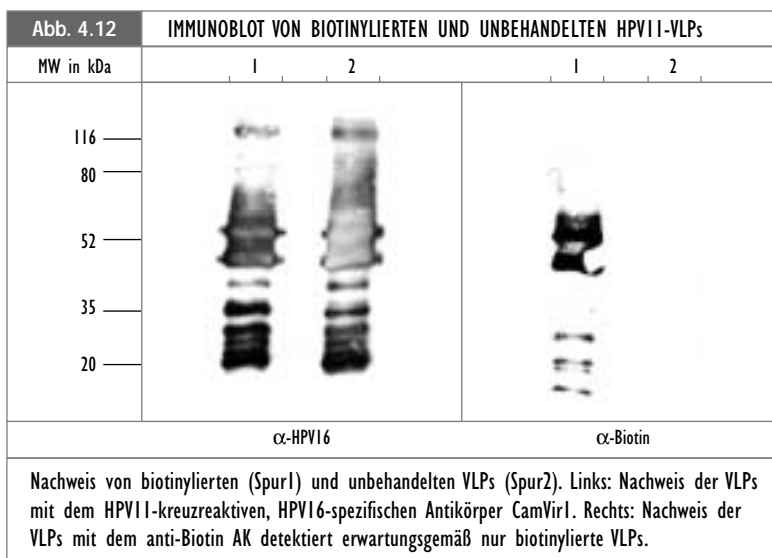 Abb. 4.12 IMMUNOBLOT VON BIOTINYLIERTEN UND UNBEHANDELTEN HPV11-VLPs
MW in kDa 1 2 1 2
116
80
52
35
20
α-HPV16 α-Biotin
Nachweis von biotinylierten (Spur1) und unbehandelten VLPs (Spur2). Links: Nachweis der VLPs
mit dem HPV11-kreuzreaktiven, HPV16-spezifischen Antikörper CamVir1. Rechts: Nachweis der
VLPs mit dem anti-Biotin AK detektiert erwartungsgemäß nur biotinylierte VLPs.